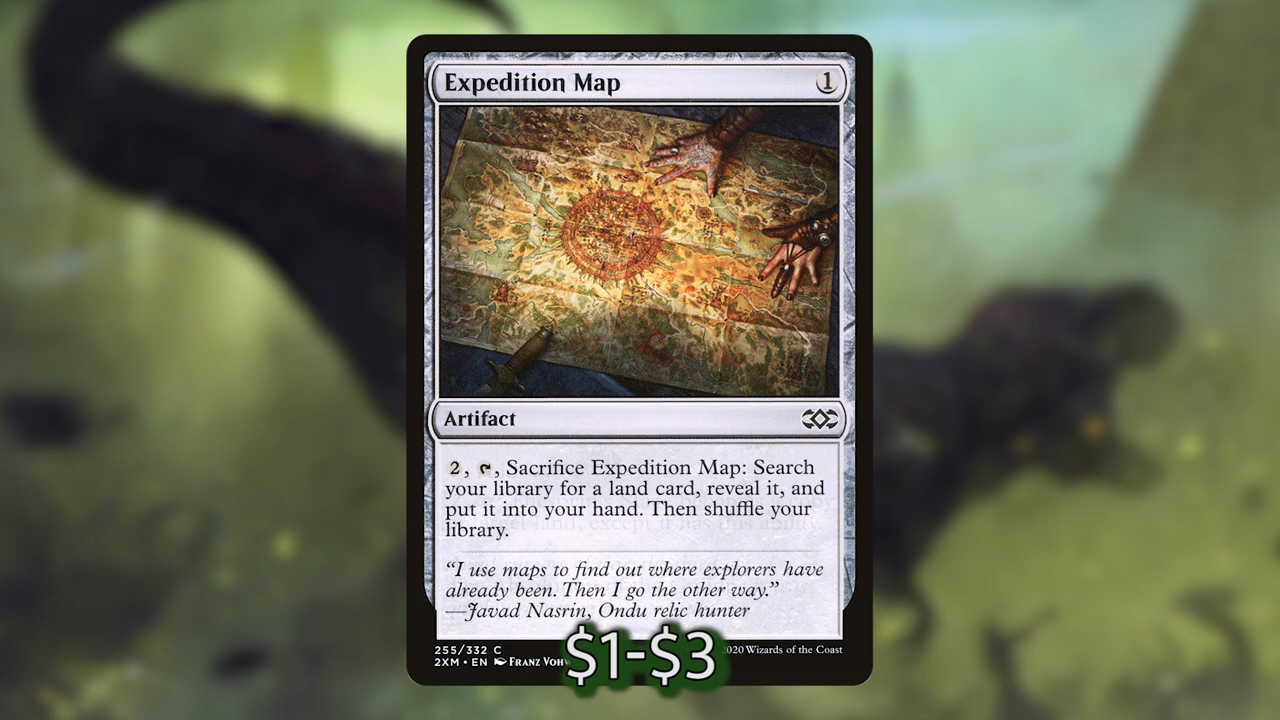 Expedition Map 1
Artifact
2, , Sacrifice Expedition Map: Search
your library for a land card, reveal it, and
put it into your hand. Then shuffle your
library.
“I use maps to find out where explorers have
already been. Then I go the other way.”
—Javad Nasrin, Ondu relic hunter
255/332 C
2XM • EN Franz 2020 Wizards of the Coast
$1-$3